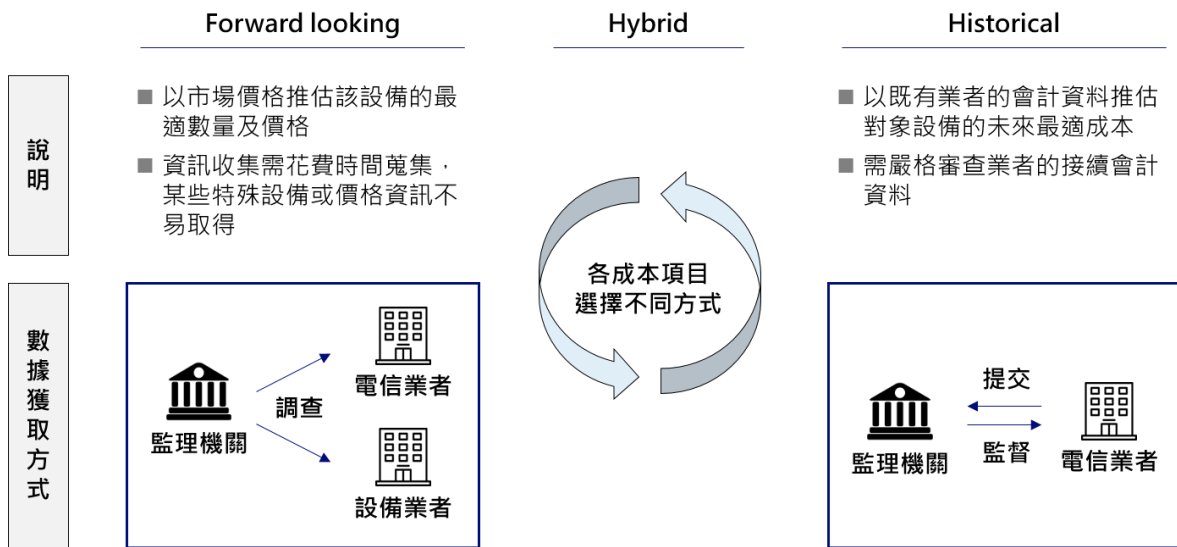 Forward looking
Hybrid
Historical
說明
■ 以市場價格推估該設備的最
適數量及價格
■ 資訊收集需花費時間蒐集，
某些特殊設備或價格資訊不
易取得
各成本項目
選擇不同方式
■ 以既有業者的會計資料推估
對象設備的未來最適成本
■ 需嚴格審查業者的接續會計
資料
數據獲取方式
監理機關
調查
電信業者
設備業者
監理機關
提交
監督
電信業者